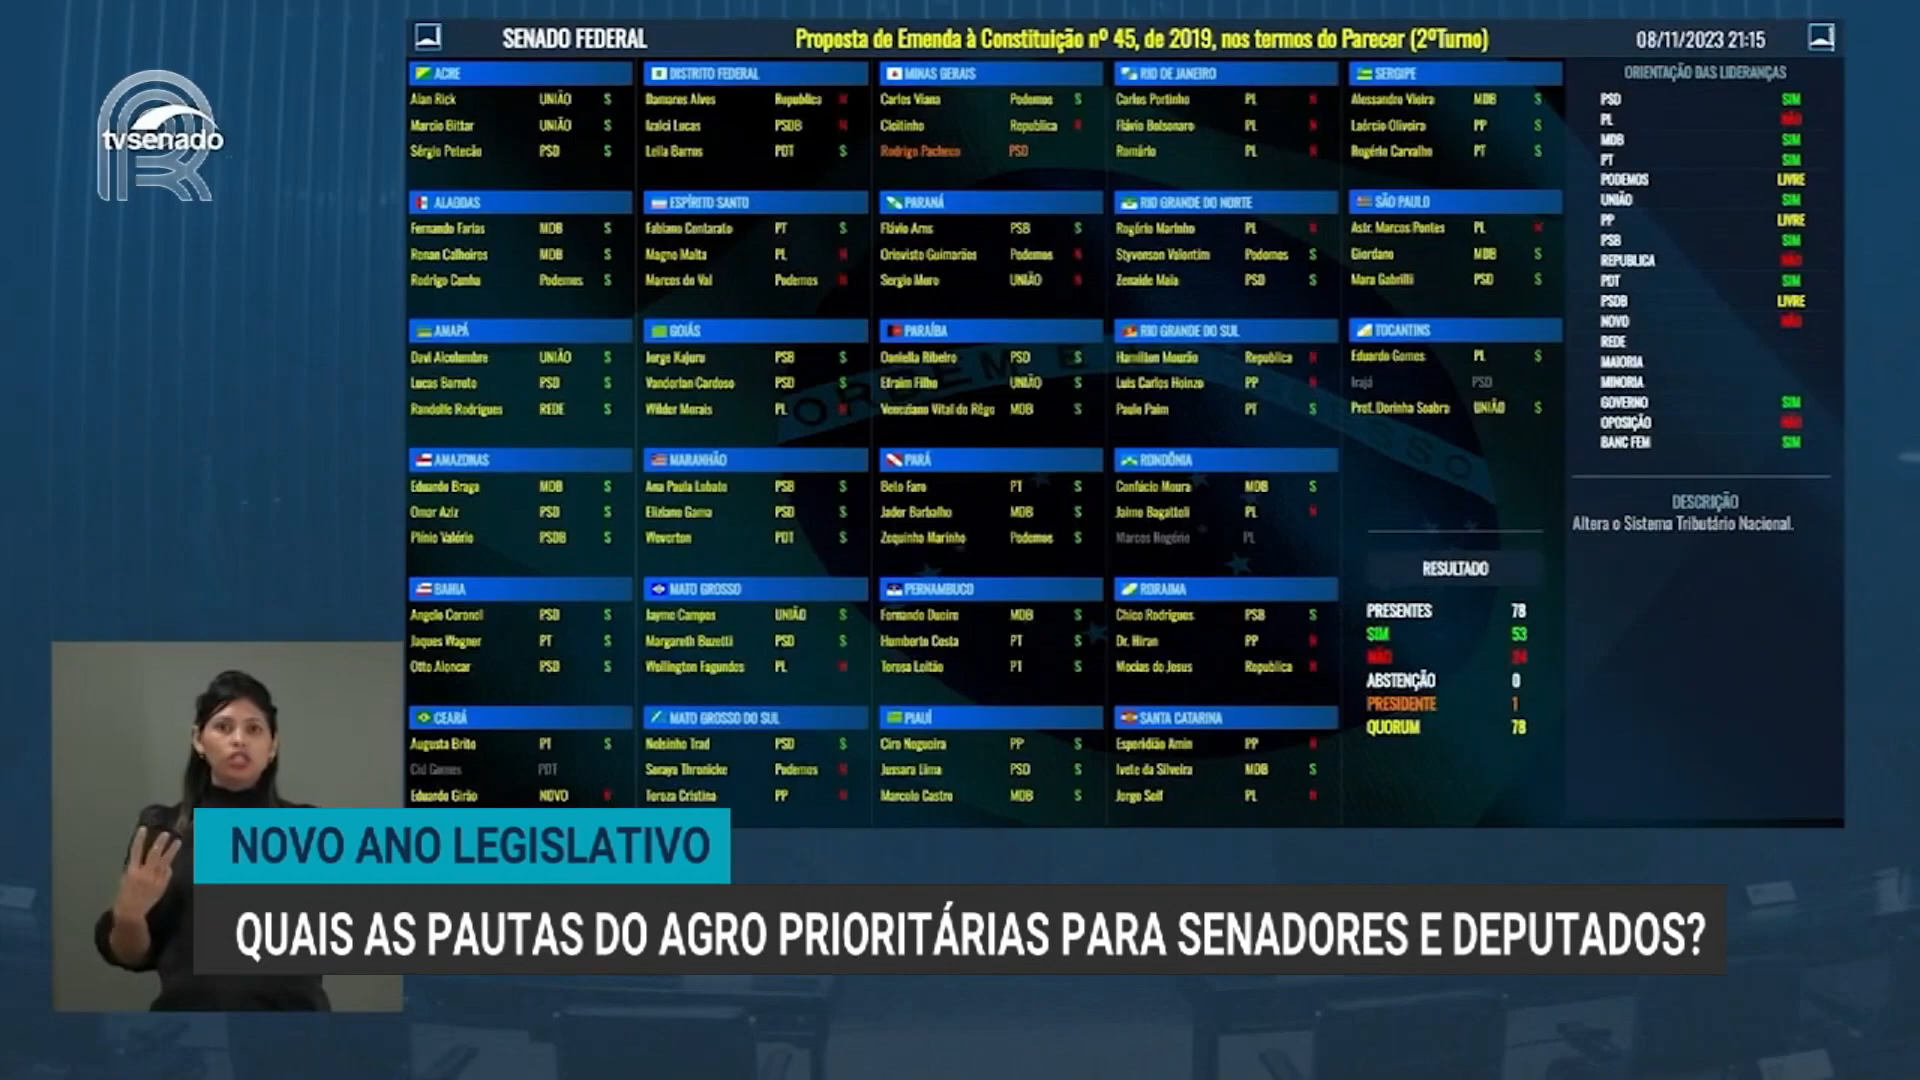 SENADO FEDERAL
Proposta de Emenda à Constituição nº 45, de 2019, nos termos do Parecer (2ºTurno)
08/11/2023 21:15
tvsenado
ACRE
Alan Rick UNIÃO S
Marcio Bittar UNIÃO S
Sérgio Petecão PSD S
ALAGOAS
Fernando Farias MDB S
Renan Calheiros MDB S
Rodrigo Cunha Podemos S
AMAPÁ
Davi Alcolumbre UNIÃO S
Lucas Barreto PSD S
Randolfe Rodrigues REDE S
AMAZONAS
Eduardo Braga MDB S
Omar Aziz PSD S
Plínio Valério PSDB S
BAHIA
Angelo Coronel PSD S
Jaques Wagner PT S
Otto Alencar PSD S
CEARÁ
Augusta Brito PT S
Cid Gomes PDT
Eduardo Girão NOVO N
DISTRITO FEDERAL
Damares Alves Republica N
Izalci Lucas PSDB N
Leila Barros PDT S
ESPÍRITO SANTO
Fabiano Contarato PT S
Magno Malta PL N
Marcos do Val Podemos N
GOIÁS
Jorge Kajuru PSB S
Vanderlan Cardoso PSD S
Wilder Morais PL N
MARANHÃO
Ana Paula Lobato PSB S
Eliziane Gama PSD S
Weverton PDT S
MATO GROSSO
Jayme Campos UNIÃO S
Margareth Buzetti PSD S
Wellington Fagundes PL N
MATO GROSSO DO SUL
Nelsinho Trad PSD S
Soraya Thronicke Podemos N
Tereza Cristina PP N
MINAS GERAIS
Carlos Viana Podemos S
Cleitinho Republica N
Rodrigo Pacheco PSD
PARANÁ
Flávio Arns PSB S
Oriovisto Guimarães Podemos N
Sergio Moro UNIÃO N
PARAÍBA
Daniella Ribeiro PSD S
Efraim Filho UNIÃO S
Veneziano Vital do Rêgo MDB S
PARÁ
Beto Faro PT S
Jader Barbalho MDB S
Zequinha Marinho Podemos S
PERNAMBUCO
Fernando Dueire MDB S
Humberto Costa PT S
Teresa Leitão PT S
PIAUÍ
Ciro Nogueira PP S
Jussara Lima PSD S
Marcelo Castro MDB S
RIO DE JANEIRO
Carlos Portinho PL N
Flávio Bolsonaro PL N
Romário PL N
RIO GRANDE DO NORTE
Rogério Marinho PL N
Styvenson Valentim Podemos S
Zenaide Maia PSD S
RIO GRANDE DO SUL
Hamilton Mourão Republica N
Luis Carlos Heinze PP N
Paulo Paim PT S
RONDÔNIA
Confúcio Moura MDB S
Jaime Bagattoli PL N
Marcos Rogério PL
RORAIMA
Chico Rodrigues PSB S
Dr. Hiran PP N
Mecias de Jesus Republica N
SANTA CATARINA
Esperidião Amin PP N
Ivete da Silveira MDB S
Jorge Seif PL N
SERGIPE
Alessandro Vieira MDB S
Laércio Oliveira PP S
Rogério Carvalho PT S
SÃO PAULO
Astr. Marcos Pontes PL N
Giordano MDB S
Mara Gabrilli PSD S
TOCANTINS
Eduardo Gomes PL S
Irajá PSD
Prof. Dorinha Seabra UNIÃO S
RESULTADO
PRESENTES 78
SIM 53
NÃO 24
ABSTENÇÃO 0
PRESIDENTE 1
QUORUM 78
ORIENTAÇÃO DAS LIDERANÇAS
PSD SIM
PL NÃO
MDB SIM
PT SIM
PODEMOS LIVRE
UNIÃO SIM
PP LIVRE
PSB SIM
REPUBLICA NÃO
PDT SIM
PSDB LIVRE
NOVO NÃO
REDE
MAIORIA
MINORIA
GOVERNO SIM
OPOSIÇÃO NÃO
BANC FEM SIM
DESCRIÇÃO
Altera o Sistema Tributário Nacional.
ORDEM E
NOVO ANO LEGISLATIVO
QUAIS AS PAUTAS DO AGRO PRIORITÁRIAS PARA SENADORES E DEPUTADOS?